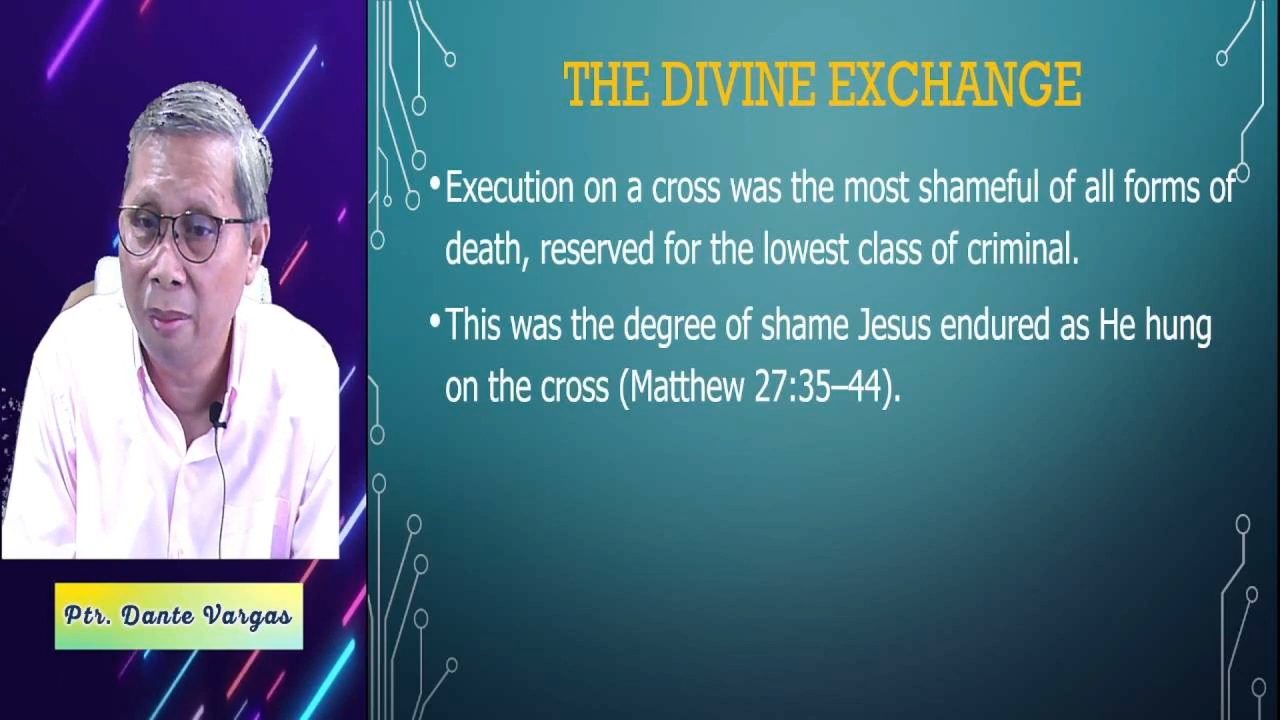 THE DIVINE EXCHANGE
•Execution on a cross was the most shameful of all forms of
death, reserved for the lowest class of criminal.
•This was the degree of shame Jesus endured as He hung
on the cross (Matthew 27:35–44).
Ptr. Dante Vargas